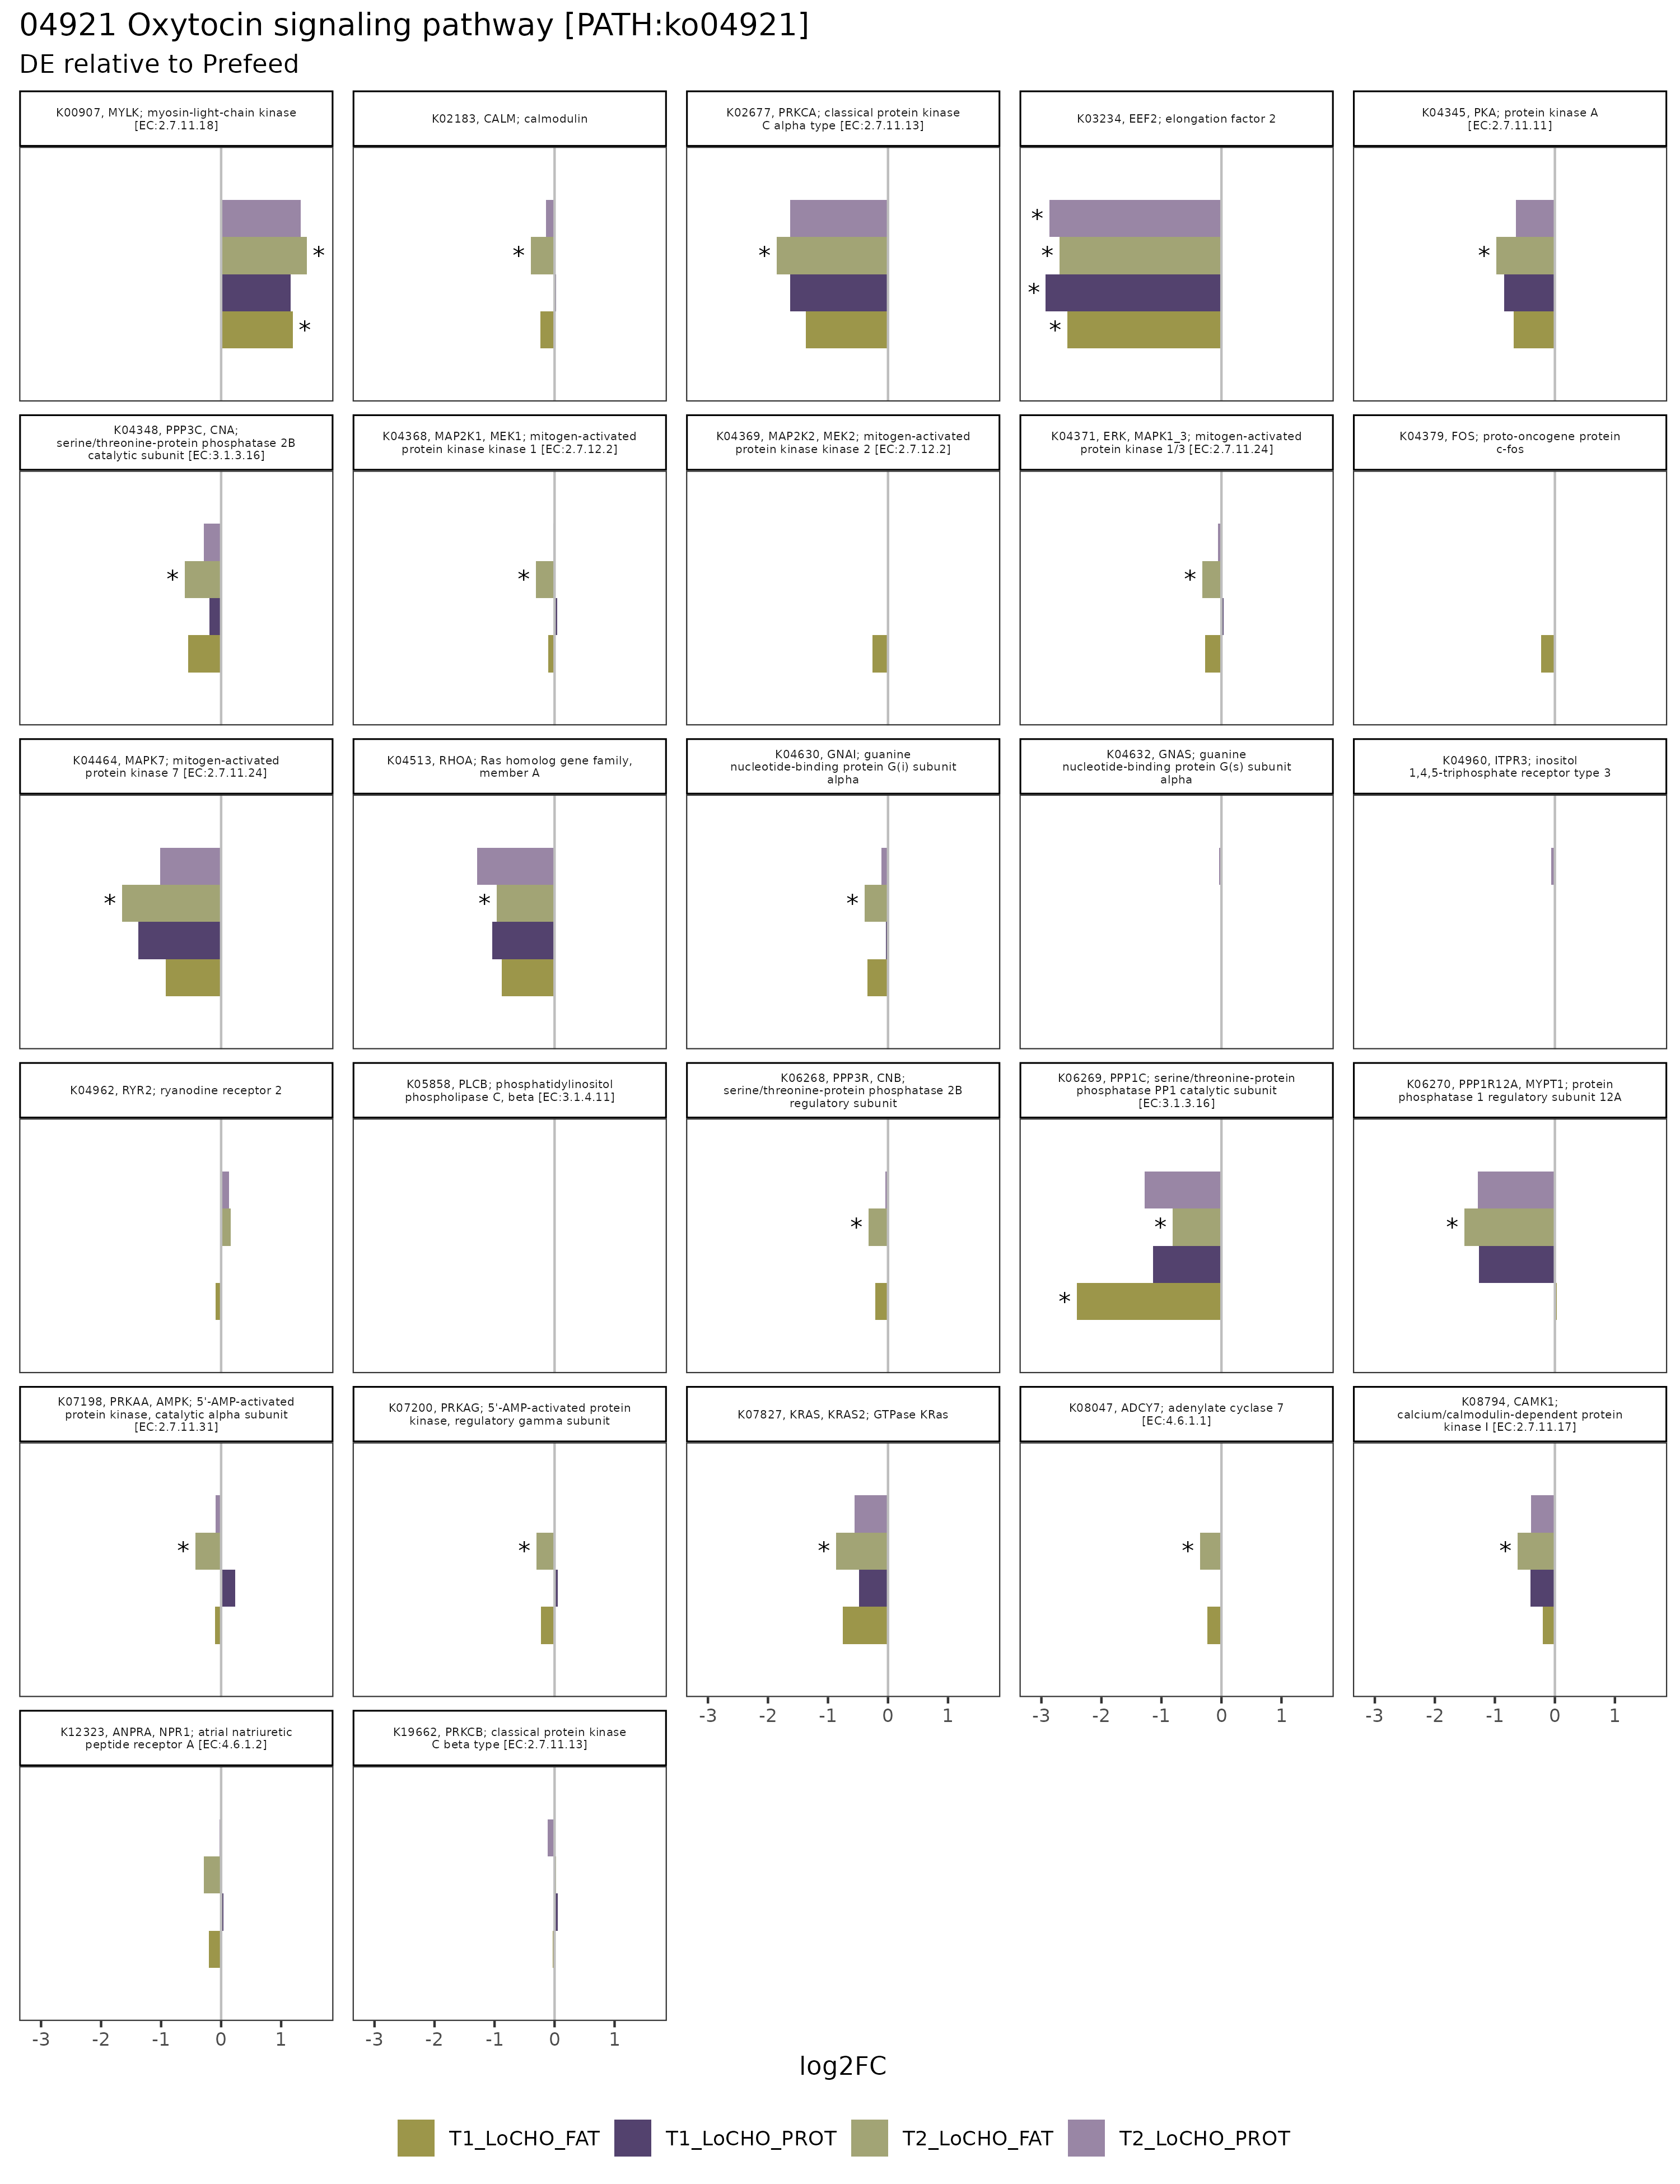 04921 Oxytocin signaling pathway [PATH:ko04921]
DE relative to Prefeed
K00907, MYLK; myosin-light-chain kinase
[EC:2.7.11.18]
K02183, CALM; calmodulin
K02677, PRKCA; classical protein kinase
C alpha type [EC:2.7.11.13]
K03234, EEF2; elongation factor 2
K04345, PKA; protein kinase A
[EC:2.7.11.11]
*
*
*
*
*
*
*
*
*
K04348, PPP3C, CNA;
serine/threonine-protein phosphatase 2B
catalytic subunit [EC:3.1.3.16]
K04368, MAP2K1, MEK1; mitogen-activated
protein kinase kinase 1 [EC:2.7.12.2]
K04369, MAP2K2, MEK2; mitogen-activated
protein kinase kinase 2 [EC:2.7.12.2]
K04371, ERK, MAPK1_3; mitogen-activated
protein kinase 1/3 [EC:2.7.11.24]
K04379, FOS; proto-oncogene protein
c-fos
*
*
*
K04464, MAPK7; mitogen-activated
protein kinase 7 [EC:2.7.11.24]
K04513, RHOA; Ras homolog gene family,
member A
K04630, GNAI; guanine
nucleotide-binding protein G(i) subunit
alpha
K04632, GNAS; guanine
nucleotide-binding protein G(s) subunit
alpha
K04960, ITPR3; inositol
1,4,5-triphosphate receptor type 3
*
*
*
K04962, RYR2; ryanodine receptor 2
K05858, PLCB; phosphatidylinositol
phospholipase C, beta [EC:3.1.4.11]
K06268, PPP3R, CNB;
serine/threonine-protein phosphatase 2B
regulatory subunit
K06269, PPP1C; serine/threonine-protein
phosphatase PP1 catalytic subunit
[EC:3.1.3.16]
K06270, PPP1R12A, MYPT1; protein
phosphatase 1 regulatory subunit 12A
*
*
*
*
K07198, PRKAA, AMPK; 5'-AMP-activated
protein kinase, catalytic alpha subunit
[EC:2.7.11.31]
K07200, PRKAG; 5'-AMP-activated protein
kinase, regulatory gamma subunit
K07827, KRAS, KRAS2; GTPase KRas
K08047, ADCY7; adenylate cyclase 7
[EC:4.6.1.1]
K08794, CAMK1;
calcium/calmodulin-dependent protein
kinase I [EC:2.7.11.17]
*
*
*
*
*
-3 -2 -1 0 1
-3 -2 -1 0 1
-3 -2 -1 0 1
K12323, ANPRA, NPR1; atrial natriuretic
peptide receptor A [EC:4.6.1.2]
K19662, PRKCB; classical protein kinase
C beta type [EC:2.7.11.13]
-3 -2 -1 0 1
-3 -2 -1 0 1
log2FC
T1_LoCHO_FAT T1_LoCHO_PROT T2_LoCHO_FAT T2_LoCHO_PROT